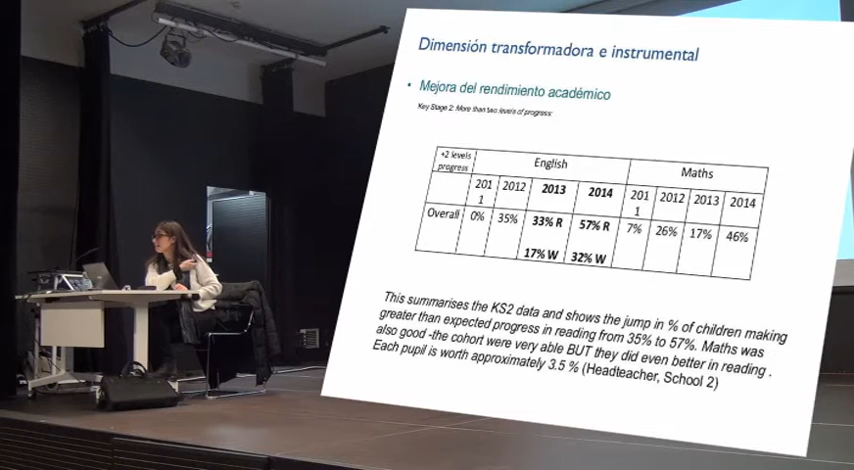 Dimensión transformadora e instrumental
• Mejora del rendimiento académico
Key Stage 2: More than two levels of progress:
+2 levels progress English Maths
2011 2012 2013 2014 2011 2012 2013 2014
Overall 0% 35% 33% R 57% R 7% 26% 17% 46%
17% W 32% W
This summarises the KS2 data and shows the jump in % of children making
greater than expected progress in reading from 35% to 57%. Maths was
also good -the cohort were very able BUT they did even better in reading .
Each pupil is worth approximately 3.5 % (Headteacher, School 2)